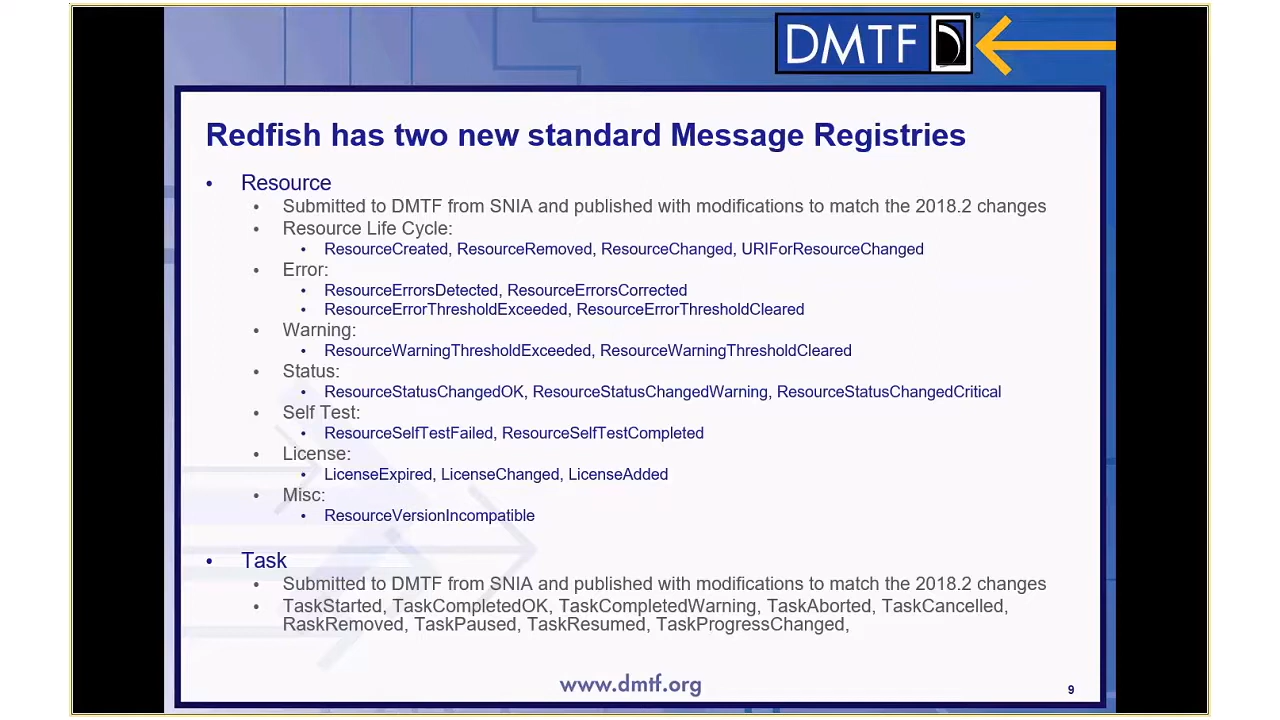 DMTF
Redfish has two new standard Message Registries
• Resource
• Submitted to DMTF from SNIA and published with modifications to match the 2018.2 changes
• Resource Life Cycle:
• ResourceCreated, ResourceRemoved, ResourceChanged, URIForResourceChanged
• Error:
• ResourceErrorsDetected, ResourceErrorsCorrected
• ResourceErrorThresholdExceeded, ResourceErrorThresholdCleared
• Warning:
• ResourceWarningThresholdExceeded, ResourceWarningThresholdCleared
• Status:
• ResourceStatusChangedOK, ResourceStatusChangedWarning, ResourceStatusChangedCritical
• Self Test:
• ResourceSelfTestFailed, ResourceSelfTestCompleted
• License:
• LicenseExpired, LicenseChanged, LicenseAdded
• Misc:
• ResourceVersionIncompatible
• Task
• Submitted to DMTF from SNIA and published with modifications to match the 2018.2 changes
• TaskStarted, TaskCompletedOK, TaskCompletedWarning, TaskAborted, TaskCancelled,
RaskRemoved, TaskPaused, TaskResumed, TaskProgressChanged,
www.dmtf.org
9